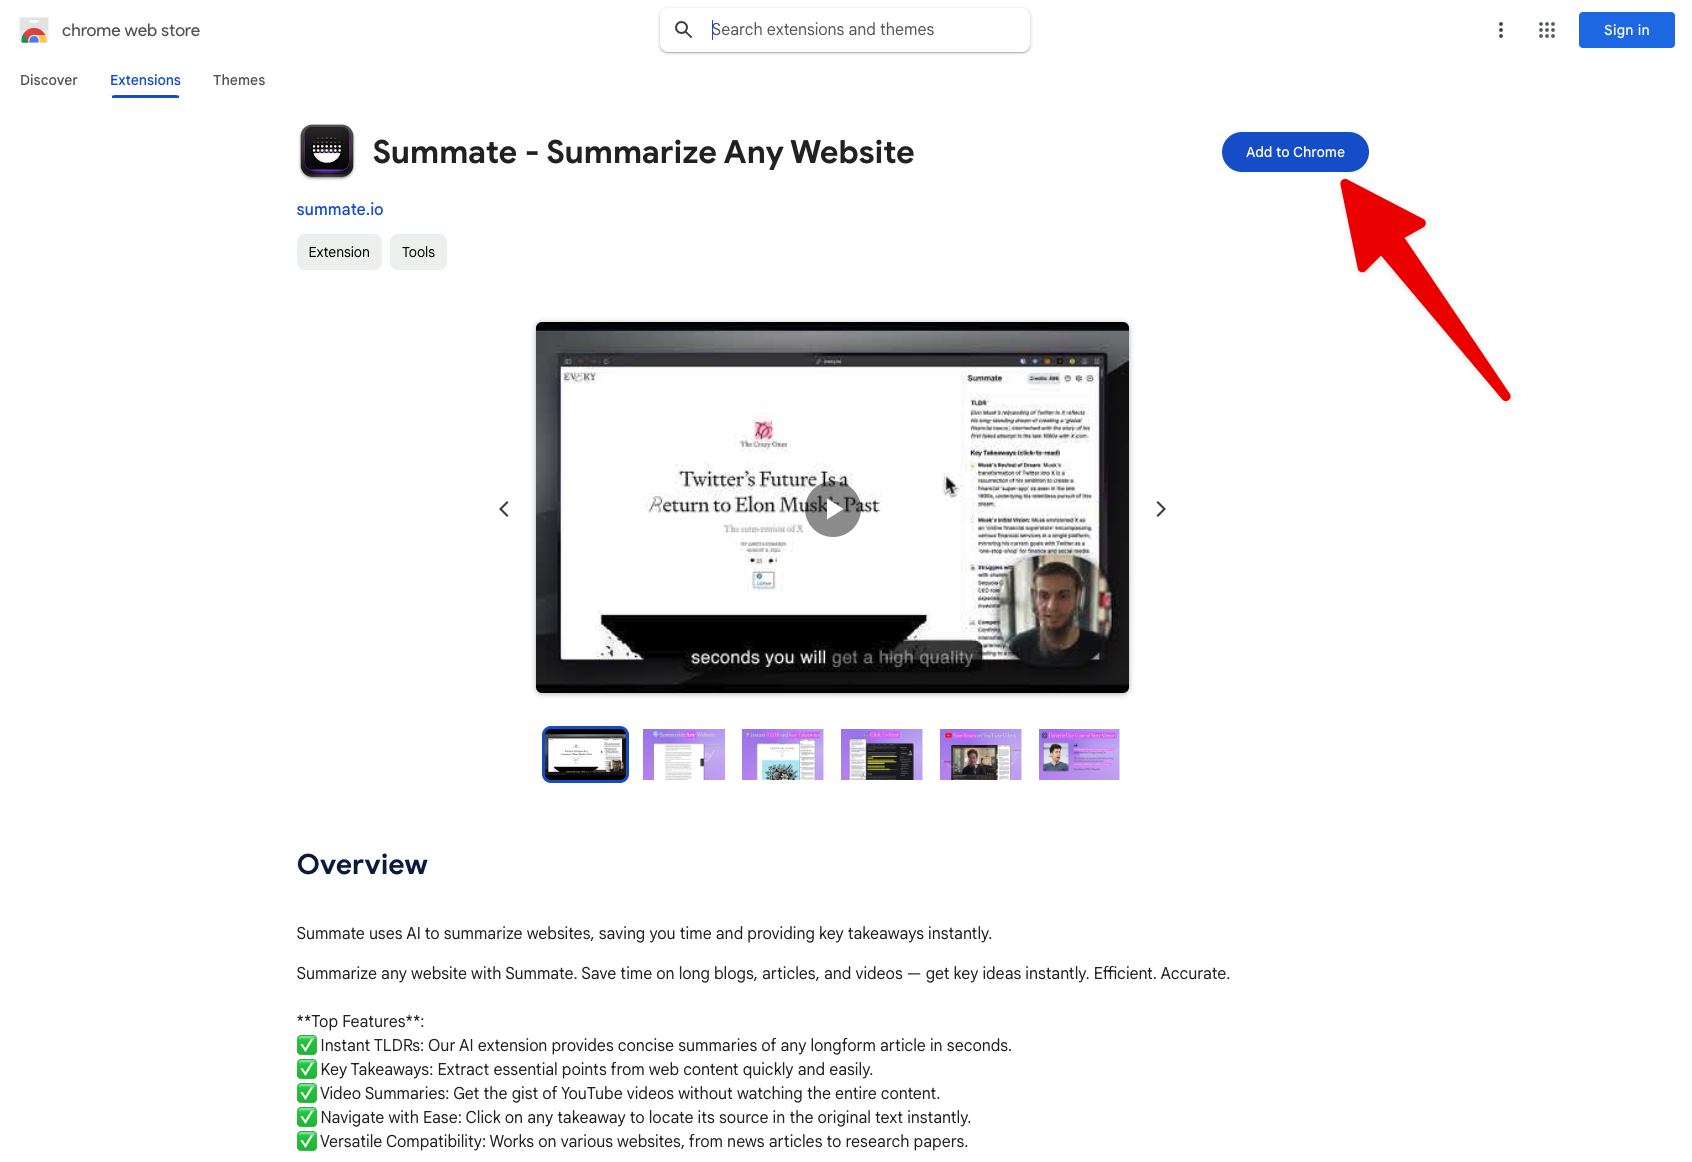 chrome web store
Search extensions and themes
Sign in
Discover
Extensions
Themes
Summate - Summarize Any Website
Add to Chrome
summate.io
Extension
Tools
EVERY
Summate
TLDR
Key Takeaways (click-to-read)
The Crazy Ones
Twitter's Future Is a
Return to Elon Musk's Past
The reinvention of X
seconds you will get a high quality
Overview
Summate uses AI to summarize websites, saving you time and providing key takeaways instantly.
Summarize any website with Summate. Save time on long blogs, articles, and videos — get key ideas instantly. Efficient. Accurate.
**Top Features**:
✅ Instant TLDRs: Our AI extension provides concise summaries of any longform article in seconds.
✅ Key Takeaways: Extract essential points from web content quickly and easily.
✅ Video Summaries: Get the gist of YouTube videos without watching the entire content.
✅ Navigate with Ease: Click on any takeaway to locate its source in the original text instantly.
✅ Versatile Compatibility: Works on various websites, from news articles to research papers.